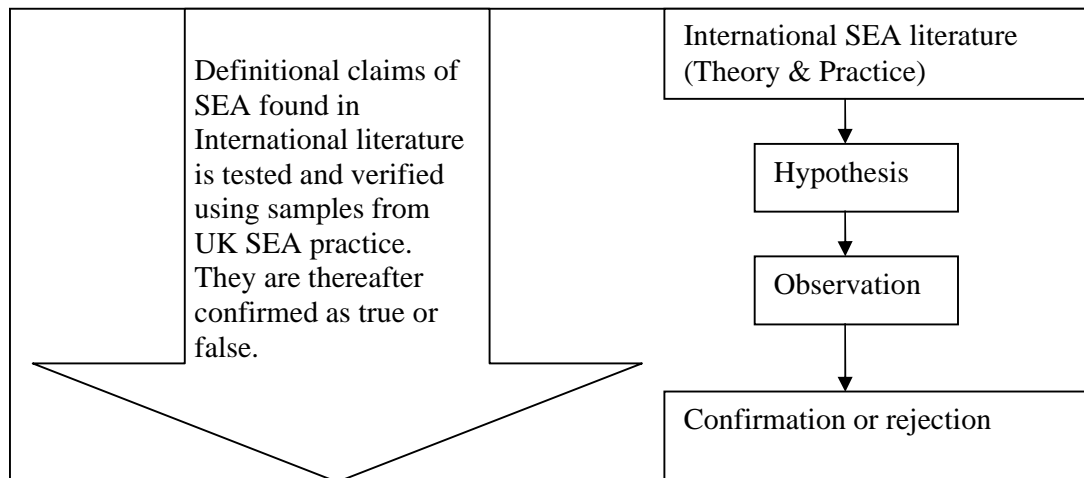 Definitional claims of
SEA found in
International literature
is tested and verified
using samples from
UK SEA practice.
They are thereafter
confirmed as true or
false.
International SEA literature
(Theory & Practice)
Hypothesis
Observation
Confirmation or rejection